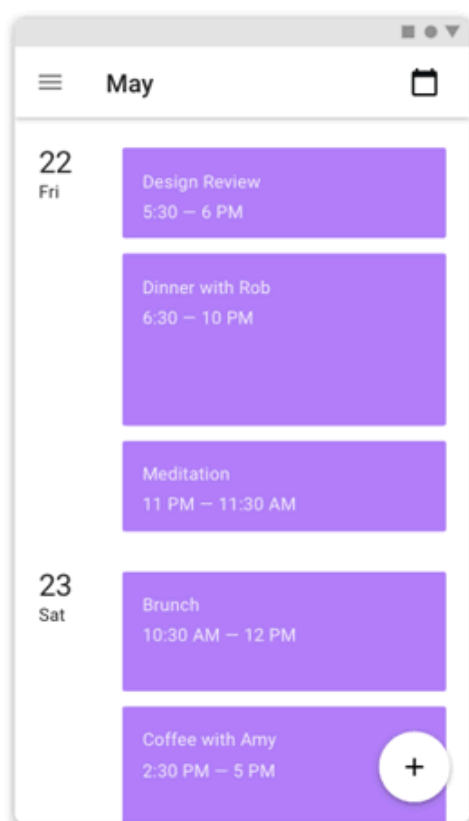 May
22
Fri
Design Review
5:30 — 6 PM
Dinner with Rob
6:30 — 10 PM
Meditation
11 PM — 11:30 AM
23
Sat
Brunch
10:30 AM — 12 PM
Coffee with Amy
2:30 PM — 5 PM
+